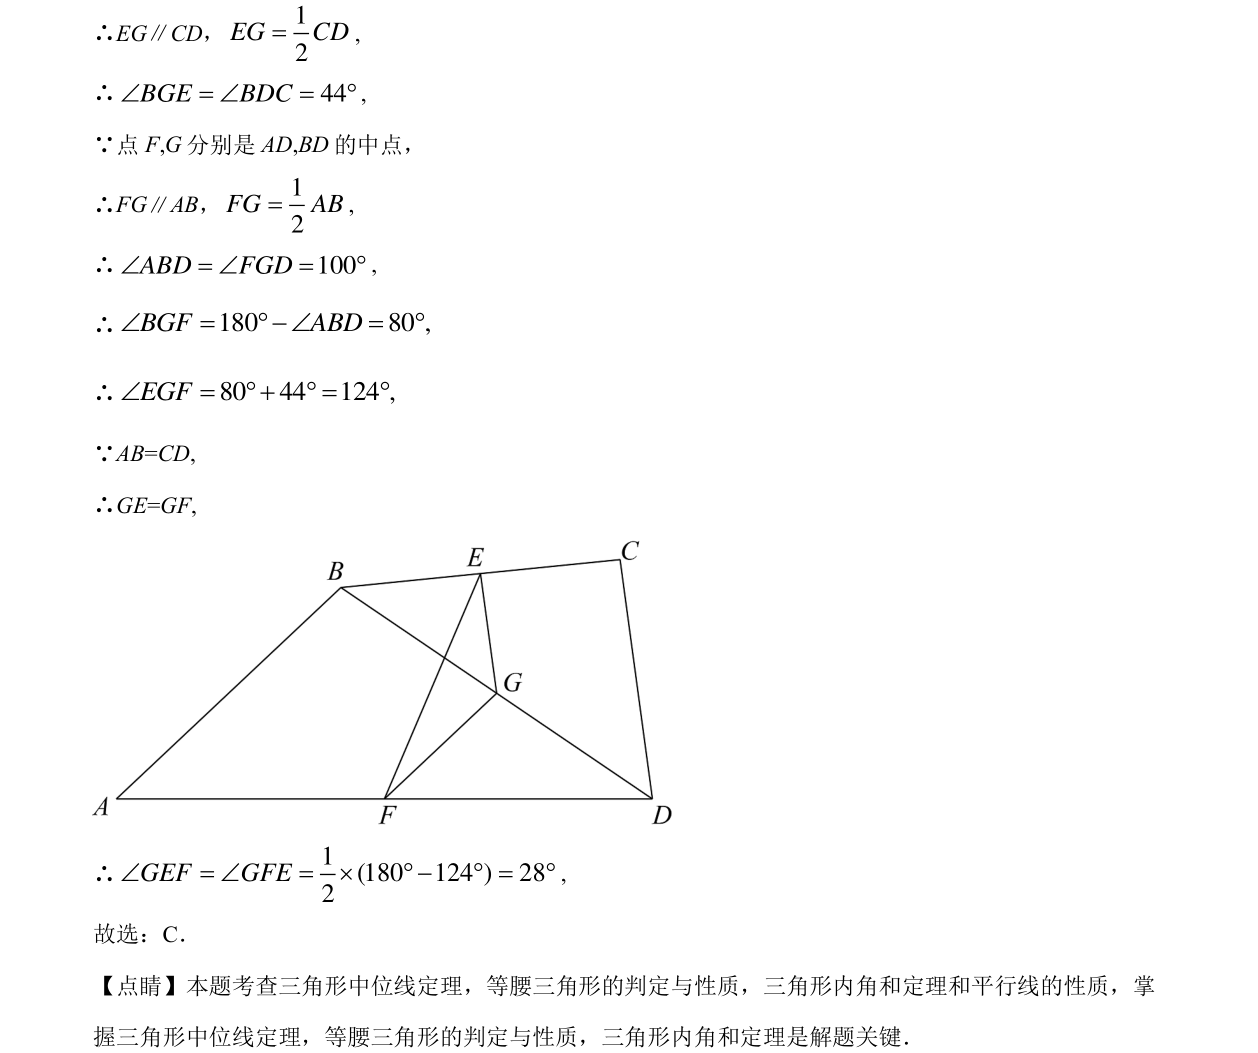 ∴EG∥CD，EG=1/2CD，
∴∠BGE=∠BDC=44°，
∵点 F,G 分别是 AD,BD 的中点，
∴FG∥AB，FG=1/2AB，
∴∠ABD=∠FGD=100°，
∴∠BGF=180°−∠ABD=80°,
∴∠EGF=80°+44°=124°,
∵AB=CD,
∴GE=GF,
B
E
C
G
A
F
D
∴∠GEF=∠GFE=1/2×(180°−124°)=28°，
故选：C．
【点睛】本题考查三角形中位线定理，等腰三角形的判定与性质，三角形内角和定理和平行线的性质，掌
握三角形中位线定理，等腰三角形的判定与性质，三角形内角和定理是解题关键．